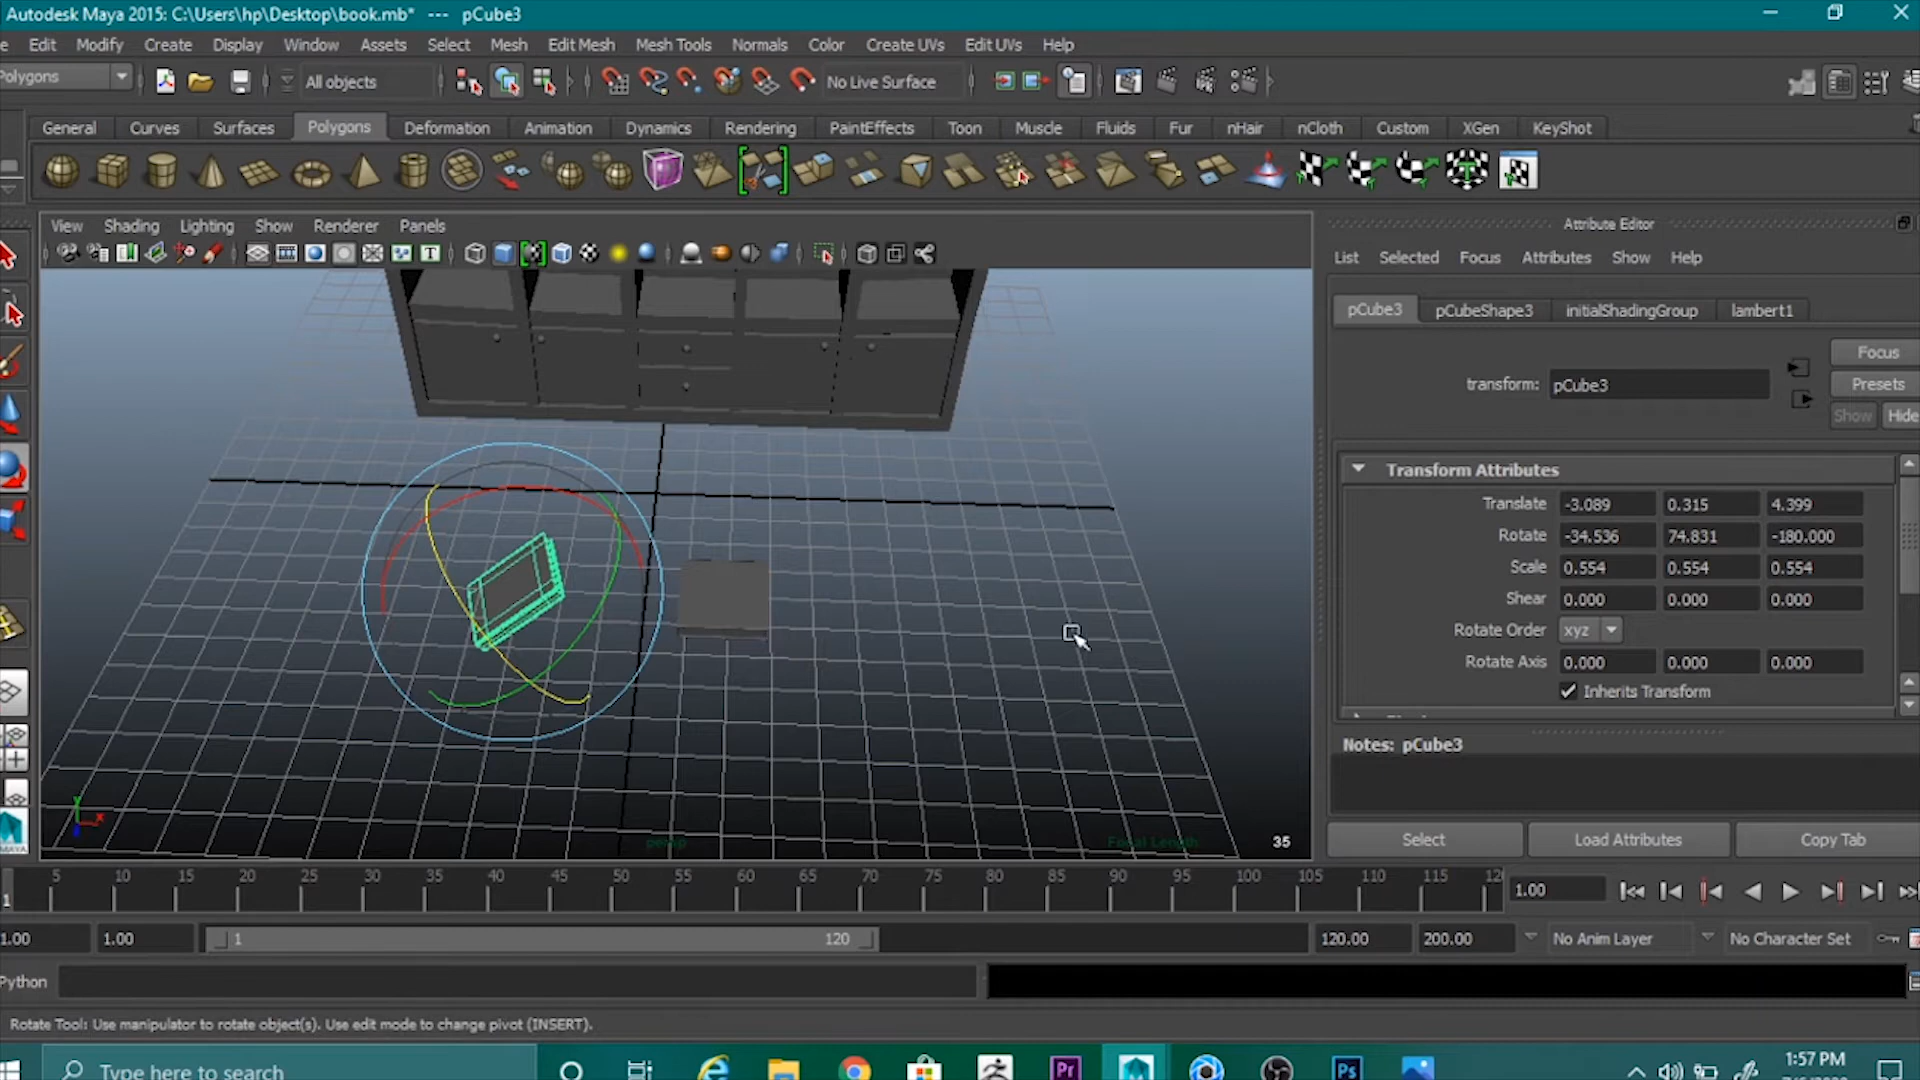 Autodesk Maya 2015: C:\Users\hp\Desktop\book.mb*   ---   pCube3
Edit Modify Create Display Window Assets Select Mesh Edit Mesh Mesh Tools Normals Color Create UVs Edit UVs Help
Polygons All objects No Live Surface
General Curves Surfaces Polygons Deformation Animation Dynamics Rendering PaintEffects Toon Muscle Fluids Fur nHair nCloth Custom XGen KeyShot
View Shading Lighting Show Renderer Panels
Attribute Editor
List Selected Focus Attributes Show Help
pCube3 pCubeShape3 initialShadingGroup lambert1
Focus
transform: pCube3
Presets
Show Hide
Transform Attributes
Translate -3.089 0.315 4.399
Rotate -34.536 74.831 -180.000
Scale 0.554 0.554 0.554
Shear 0.000 0.000 0.000
Rotate Order xyz
Rotate Axis 0.000 0.000 0.000
Inherits Transform
Notes: pCube3
Select Load Attributes Copy Tab
persp Focal Length 35
5 10 15 20 25 30 35 40 45 50 55 60 65 70 75 80 85 90 95 100 105 110 115 12
1 1.00
1.00 1.00 1 120 120.00 200.00 No Anim Layer No Character Set
Python
Rotate Tool: Use manipulator to rotate object(s). Use edit mode to change pivot (INSERT).
Type here to search
Pr Ps
1:57 PM